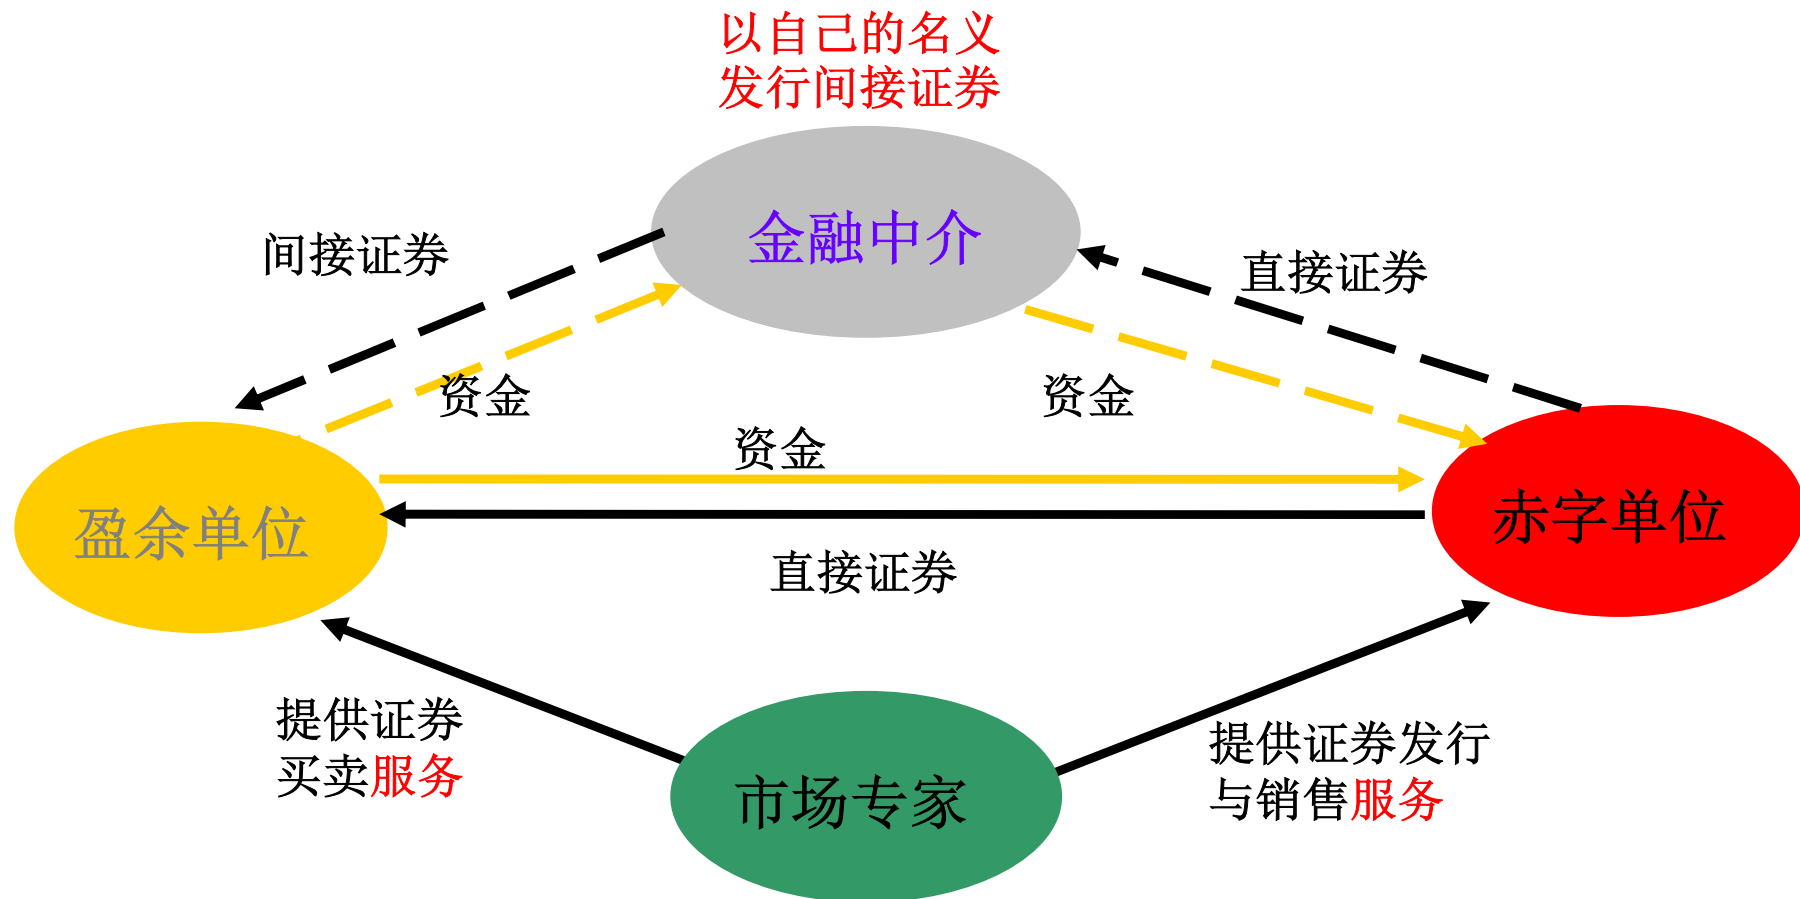 以自己的名义
发行间接证券
金融中介
间接证券
直接证券
资金
资金
资金
盈余单位
赤字单位
直接证券
提供证券
买卖服务
市场专家
提供证券发行
与销售服务